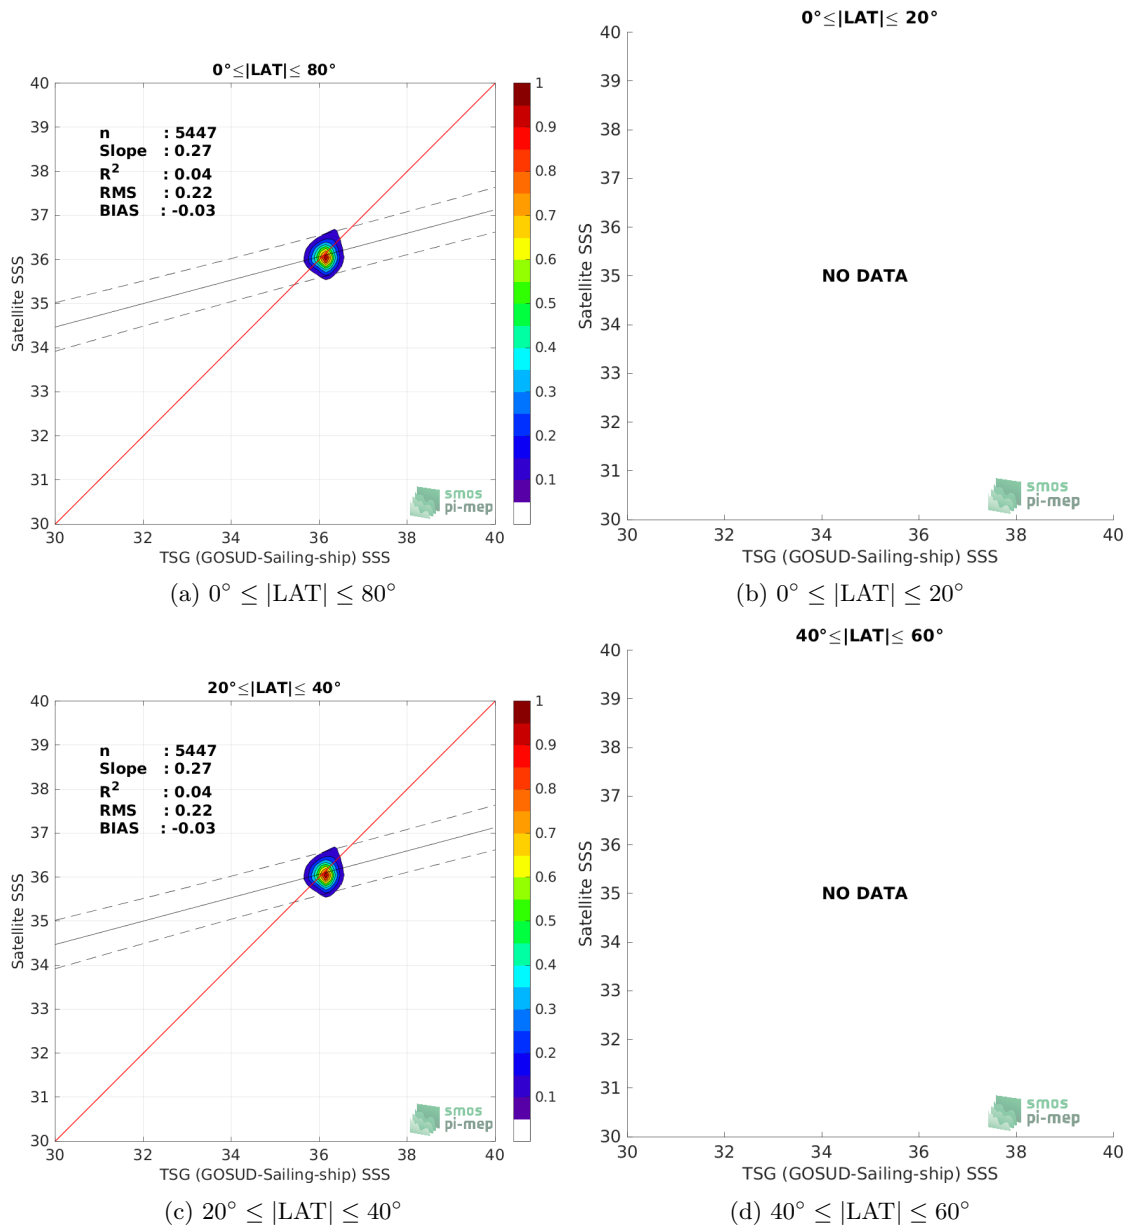 0°≤|LAT|≤ 80°
40
39
38
37
36
35
34
33
32
31
30
Satellite SSS
n : 5447
Slope : 0.27
R2 : 0.04
RMS : 0.22
BIAS : -0.03
1
0.9
0.8
0.7
0.6
0.5
0.4
0.3
0.2
0.1
smos
pi-mep
30 32 34 36 38 40
TSG (GOSUD-Sailing-ship) SSS
(a) 0° ≤ |LAT| ≤ 80°
0°≤|LAT|≤ 20°
40
39
38
37
36
35
34
33
32
31
30
Satellite SSS
NO DATA
smos
pi-mep
30 32 34 36 38 40
TSG (GOSUD-Sailing-ship) SSS
(b) 0° ≤ |LAT| ≤ 20°
20°≤|LAT|≤ 40°
40
39
38
37
36
35
34
33
32
31
30
Satellite SSS
n : 5447
Slope : 0.27
R2 : 0.04
RMS : 0.22
BIAS : -0.03
1
0.9
0.8
0.7
0.6
0.5
0.4
0.3
0.2
0.1
smos
pi-mep
30 32 34 36 38 40
TSG (GOSUD-Sailing-ship) SSS
(c) 20° ≤ |LAT| ≤ 40°
40°≤|LAT|≤ 60°
40
39
38
37
36
35
34
33
32
31
30
Satellite SSS
NO DATA
smos
pi-mep
30 32 34 36 38 40
TSG (GOSUD-Sailing-ship) SSS
(d) 40° ≤ |LAT| ≤ 60°